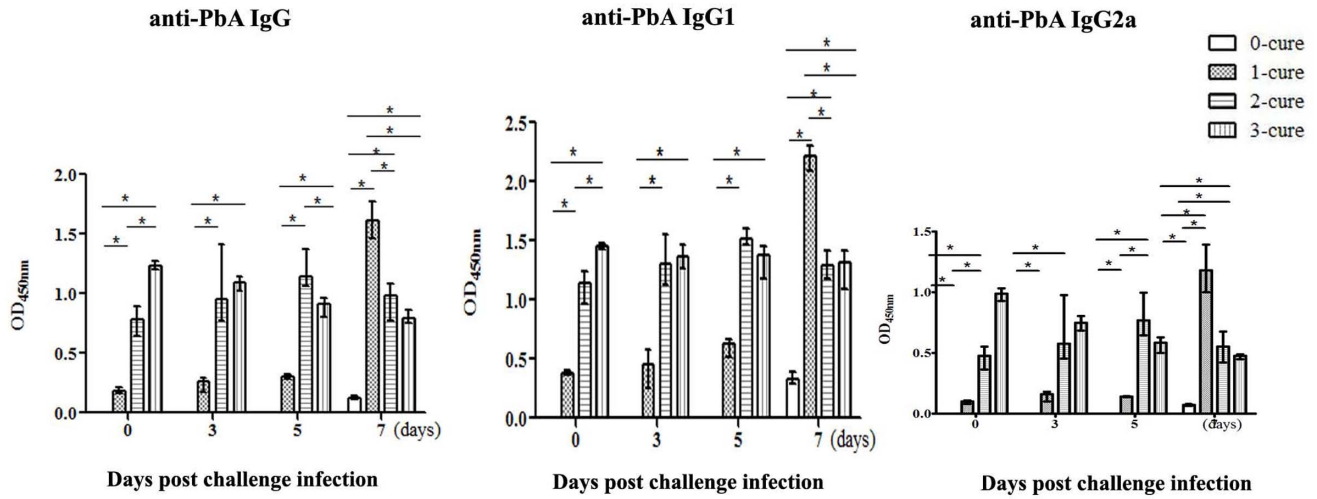 anti-PbA IgG
2.0
1.5
1.0
0.5
0.0
OD450nm
0 3 5 7 (days)
Days post challenge infection
* * * * * * * * * * * * *
anti-PbA IgG1
2.5
2.0
1.5
1.0
0.5
0.0
OD450nm
0 3 5 7 (days)
Days post challenge infection
* * * * * * * * * * * *
anti-PbA IgG2a
1.5
1.0
0.5
0.0
OD450nm
0 3 5 (days)
Days post challenge infection
* * * * * * * * * * * * *
0-cure
1-cure
2-cure
3-cure